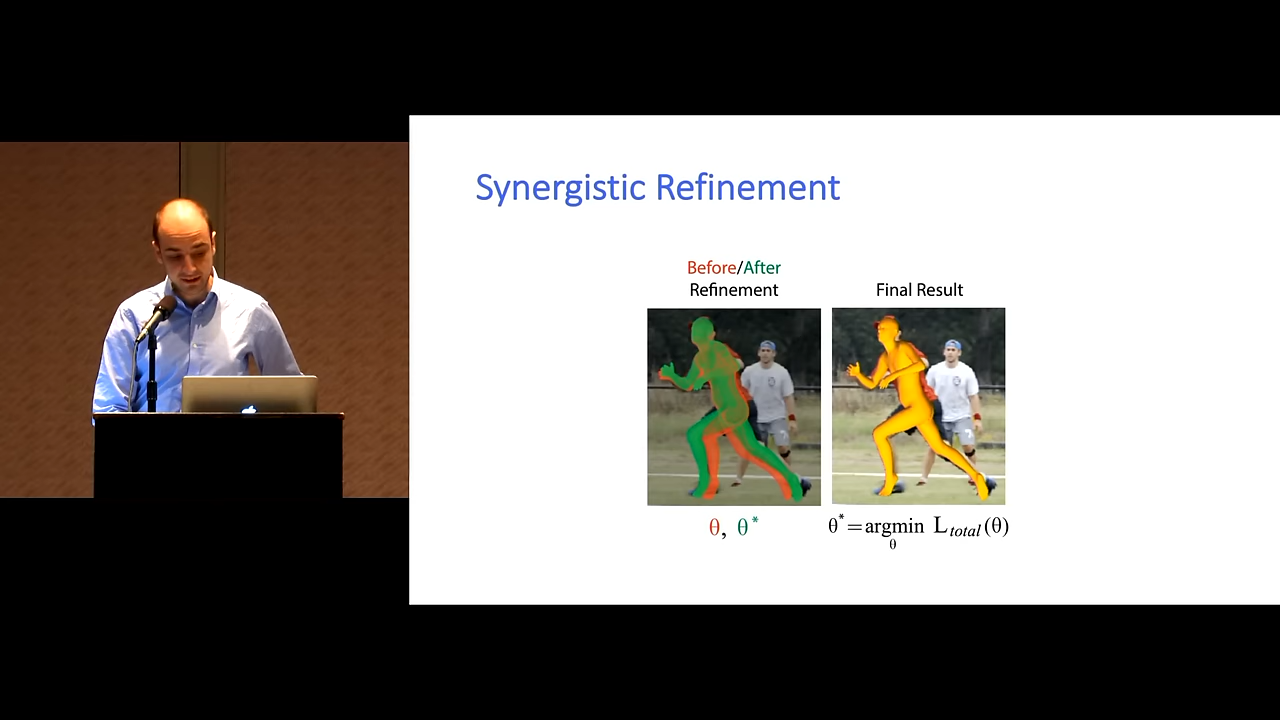 Synergistic Refinement
Before/After
Refinement
Final Result
θ, θ*
θ*=argmin L_total(θ)
θ